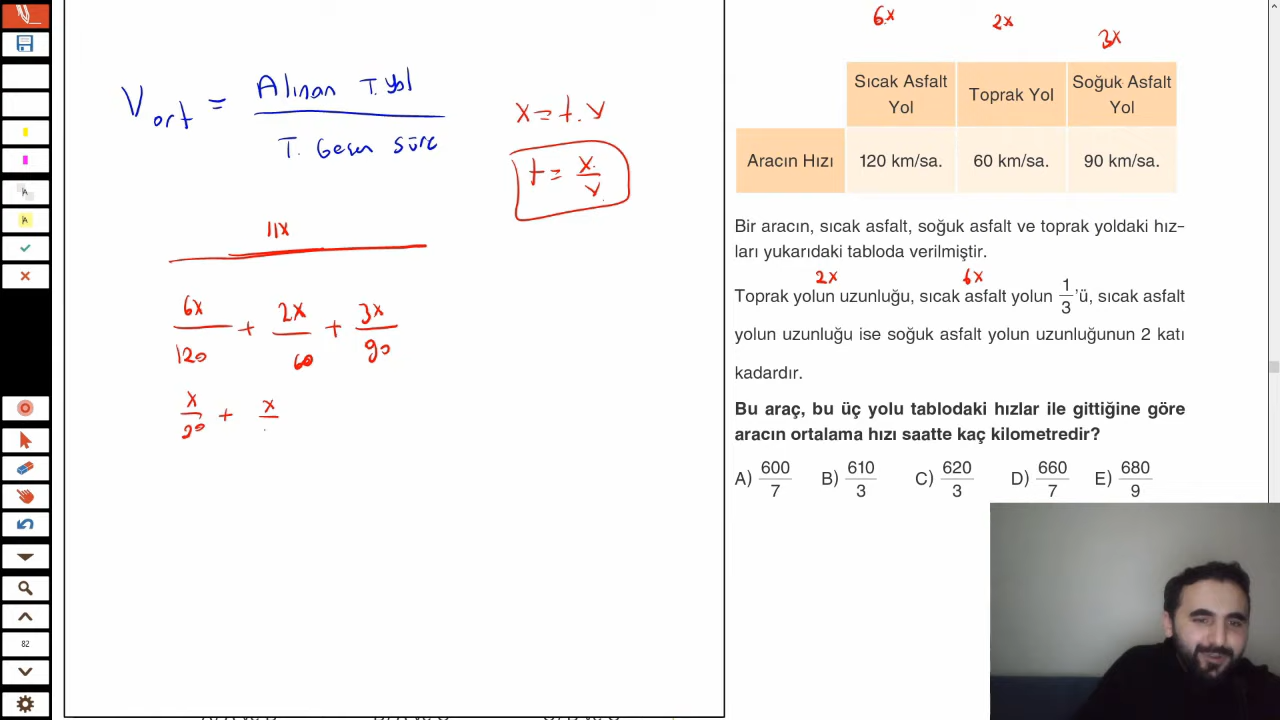 V ort = Alınan T. yol
T. Geçen Süre
x = t . v
t = x / v
11x
6x / 120 + 2x / 60 + 3x / 90
x / 20 + x /
6x 2x 3x
Sıcak Asfalt Yol Toprak Yol Soğuk Asfalt Yol
Aracın Hızı 120 km/sa. 60 km/sa. 90 km/sa.
Bir aracın, sıcak asfalt, soğuk asfalt ve toprak yoldaki hız-
ları yukarıdaki tabloda verilmiştir.
2x 6x
Toprak yolun uzunluğu, sıcak asfalt yolun 1/3 'ü, sıcak asfalt
yolun uzunluğu ise soğuk asfalt yolun uzunluğunun 2 katı
kadardır.
Bu araç, bu üç yolu tablodaki hızlar ile gittiğine göre
aracın ortalama hızı saatte kaç kilometredir?
A) 600/7 B) 610/3 C) 620/3 D) 660/7 E) 680/9
A
A
82